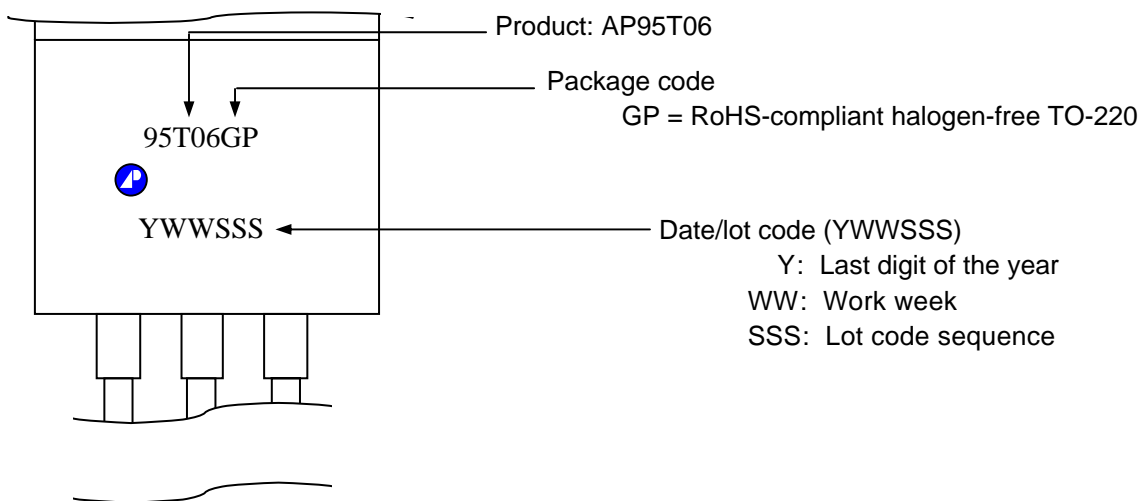 Product: AP95T06
Package code
GP = RoHS-compliant halogen-free TO-220
95T06GP
YWWSSS
Date/lot code (YWWSSS)
Y: Last digit of the year
WW: Work week
SSS: Lot code sequence